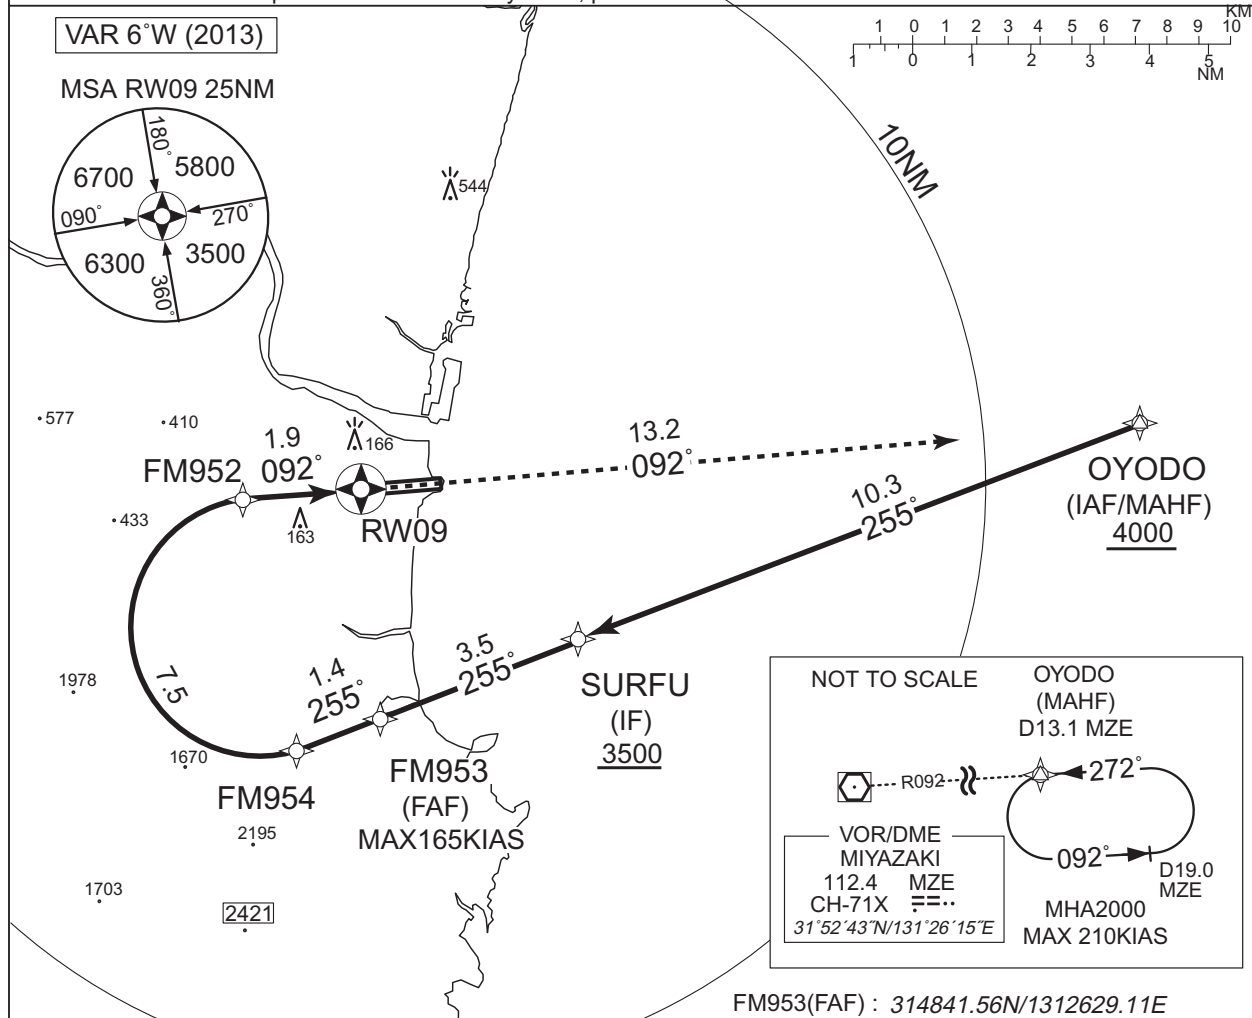 VAR 6°W (2013)
MSA RW09 25NM
180°
6700
5800
090°
270°
6300
3500
360°
KM
1 0 1 2 3 4 5 6 7 8 9 10
1 0 1 2 3 4 5
NM
10NM
544
577
410
166
1.9
092°
FM952
433
163
RW09
13.2
092°
10.3
255°
OYODO
(IAF/MAHF)
4000
1978
7.5
1670
1.4
255°
3.5
255°
SURFU
(IF)
3500
FM954
FM953
(FAF)
MAX165KIAS
2195
1703
2421
NOT TO SCALE
OYODO
(MAHF)
D13.1 MZE
R092
272°
092°
D19.0
MZE
MHA2000
MAX 210KIAS
VOR/DME
MIYAZAKI
112.4 MZE
CH-71X
31°52′43″N/131°26′15″E
FM953(FAF) : 314841.56N/1312629.11E